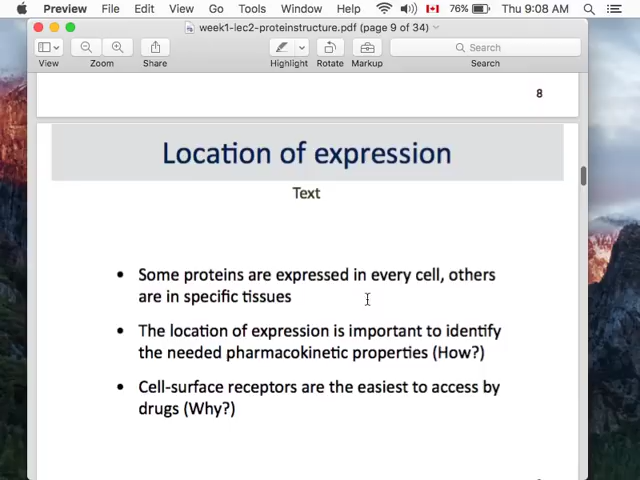 Preview File Edit View Go Tools Window Help 76% Thu 9:08 AM
week1-lec2-proteinstructure.pdf (page 9 of 34)
Search
View Zoom Share Highlight Rotate Markup Search
8
Location of expression
Text
• Some proteins are expressed in every cell, others
are in specific tissues
• The location of expression is important to identify
the needed pharmacokinetic properties (How?)
• Cell-surface receptors are the easiest to access by
drugs (Why?)